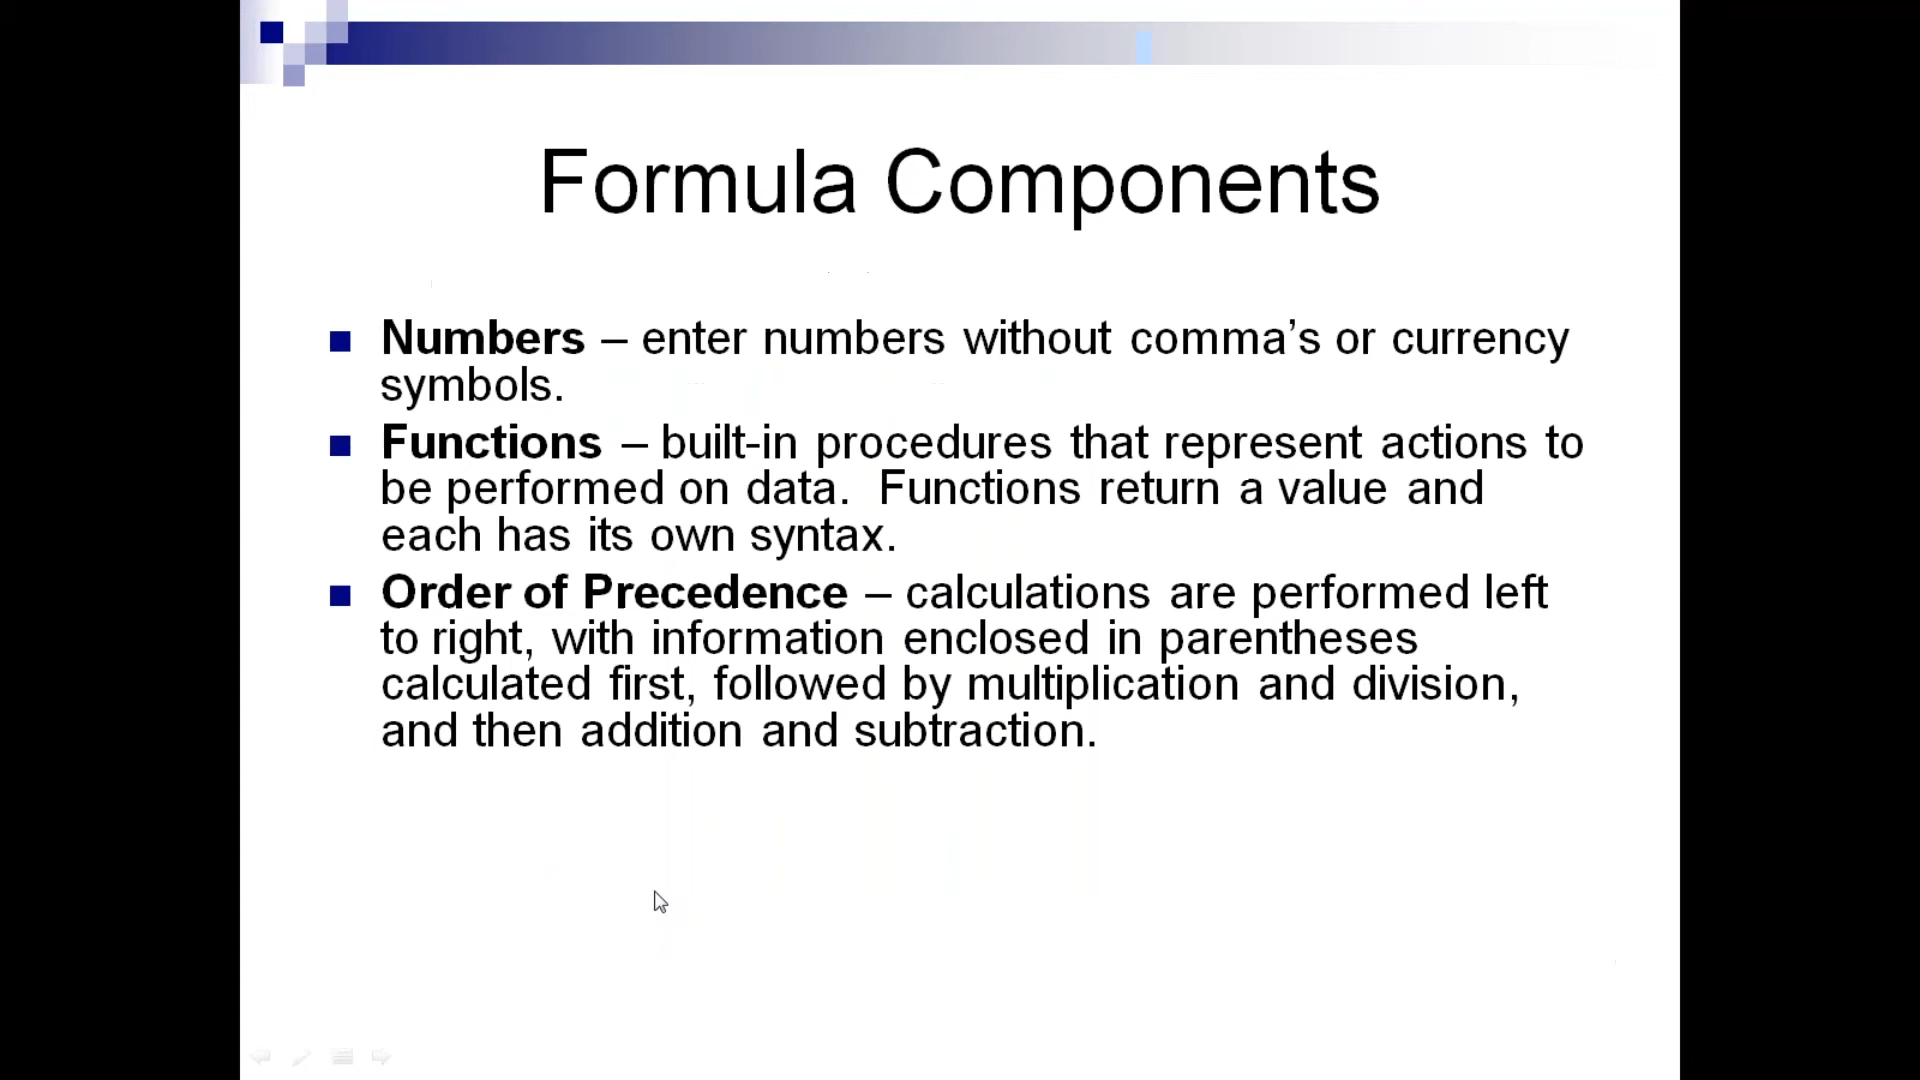 Formula Components
Numbers – enter numbers without comma’s or currency
symbols.
Functions – built-in procedures that represent actions to
be performed on data.  Functions return a value and
each has its own syntax.
Order of Precedence – calculations are performed left
to right, with information enclosed in parentheses
calculated first, followed by multiplication and division,
and then addition and subtraction.